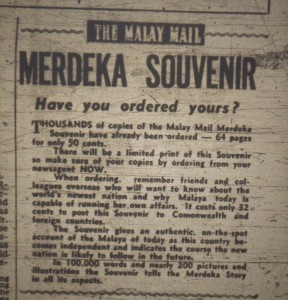 THE MALAY MAIL
MERDEKA SOUVENIR
Have you ordered yours?
THOUSANDS of copies of the Malay Mail Merdeka
Souvenir have already been ordered — 64 pages
for only 50 cents.
There will be a limited print of this Souvenir
so make sure of your copies by ordering from your
newsagent NOW.
When ordering, remember friends and col-
leagues overseas who will want to know about the
world's newest nation and why Malaya today is
capable of running her own affairs. It costs only 32
cents to post this Souvenir to Commonwealth and
foreign countries.
The Souvenir gives an authentic, on-the-spot
account of the Malaya of today as this country be-
comes independent and indicates the course the new
nation is likely to follow in the future.
In 100,000 words and nearly 200 pictures and
illustrations the Souvenir tells the Merdeka Story
in all its aspects.